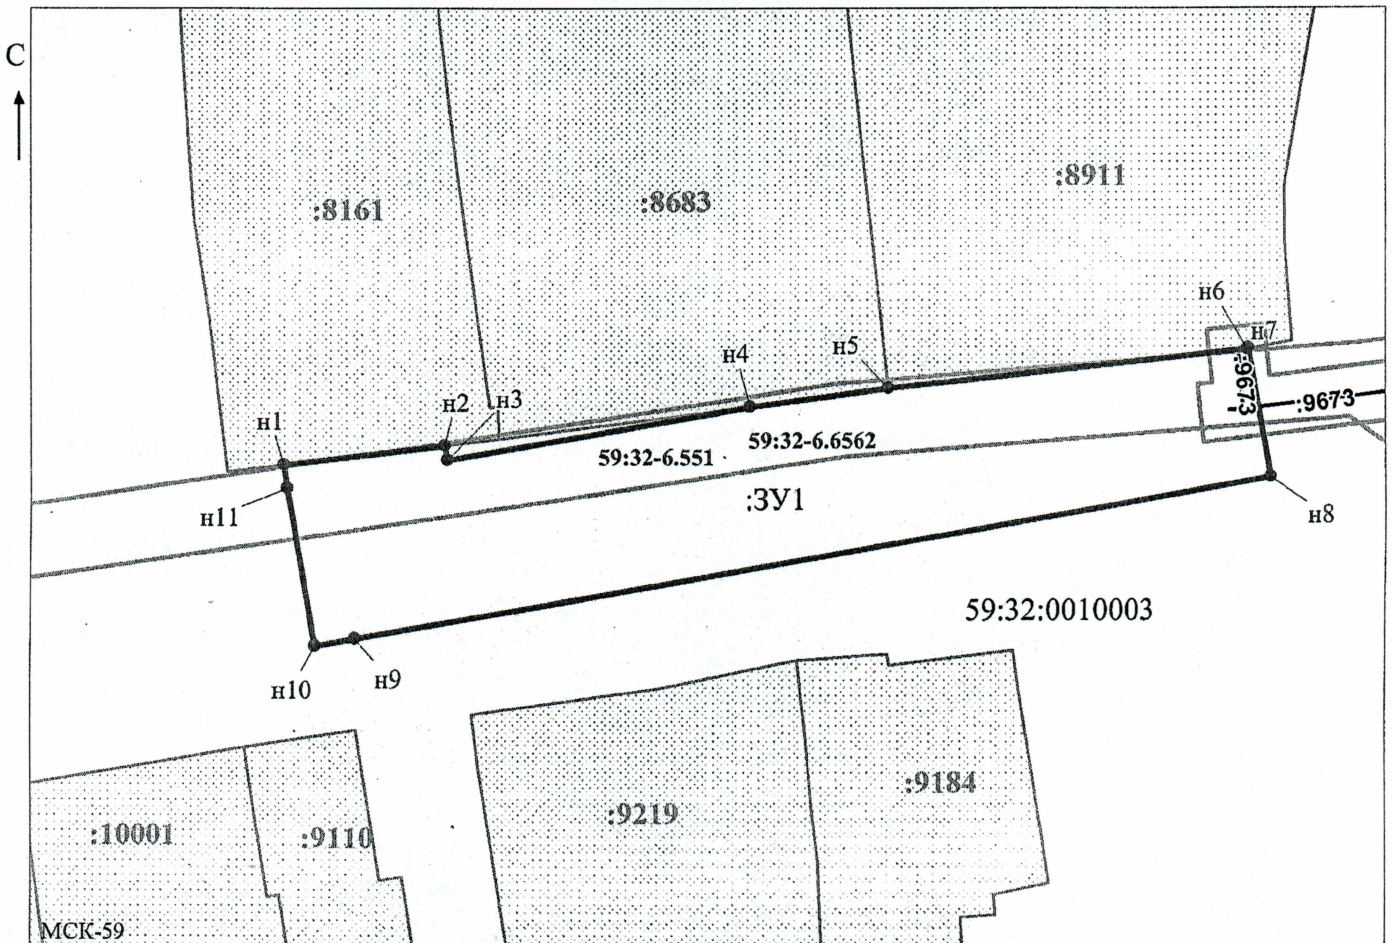 С
:8161
:8683
:8911
н6
н7
н4
н5
н2
н3
н1
:9673
:9673
59:32-6.6562
59:32-6.551
:ЗУ1
н11
н8
59:32:0010003
н10
н9
:9184
:9219
:10001
:9110
МСК-59